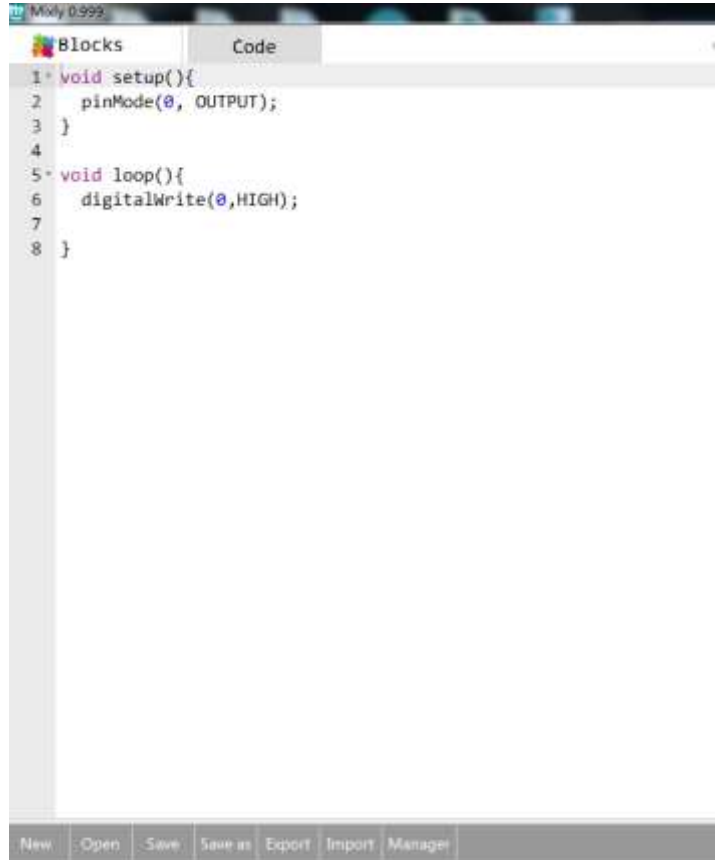 Mixly 0.999
Blocks Code
1 void setup(){
2   pinMode(0, OUTPUT);
3 }
4
5 void loop(){
6   digitalWrite(0,HIGH);
7
8 }
New Open Save Save as Export Import Manager